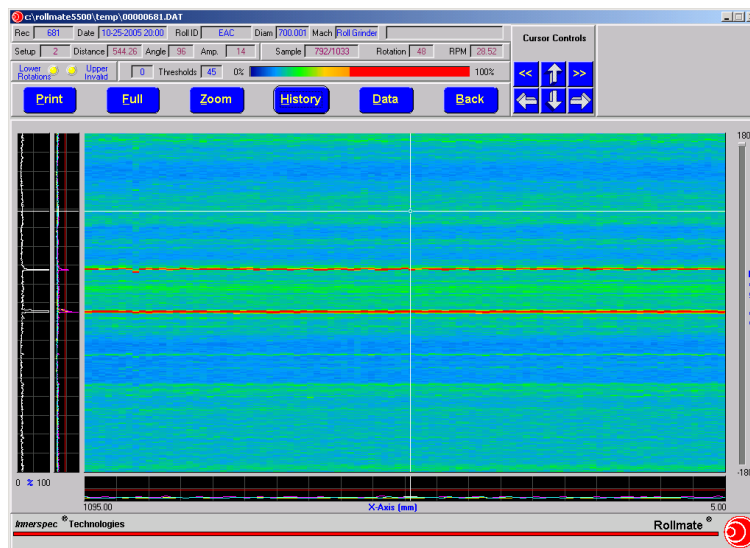 c:\rollmate5500\temp\00000681.DAT
Rec 681 Date 10-25-2005 20:00 Roll ID EAC Diam 700.001 Mach Roll Grinder
Cursor Controls
Setup 2 Distance 544.26 Angle 96 Amp. 14 Sample 792/1033 Rotation 48 RPM 28.52
Lower Rotations Upper Invalid 0 Thresholds 45 0% 100%
<< >>
Print Full Zoom History Data Back
180
-180
0 % 100
1095.00 X-Axis (mm) 5.00
Innerspec ® Technologies Rollmate ®